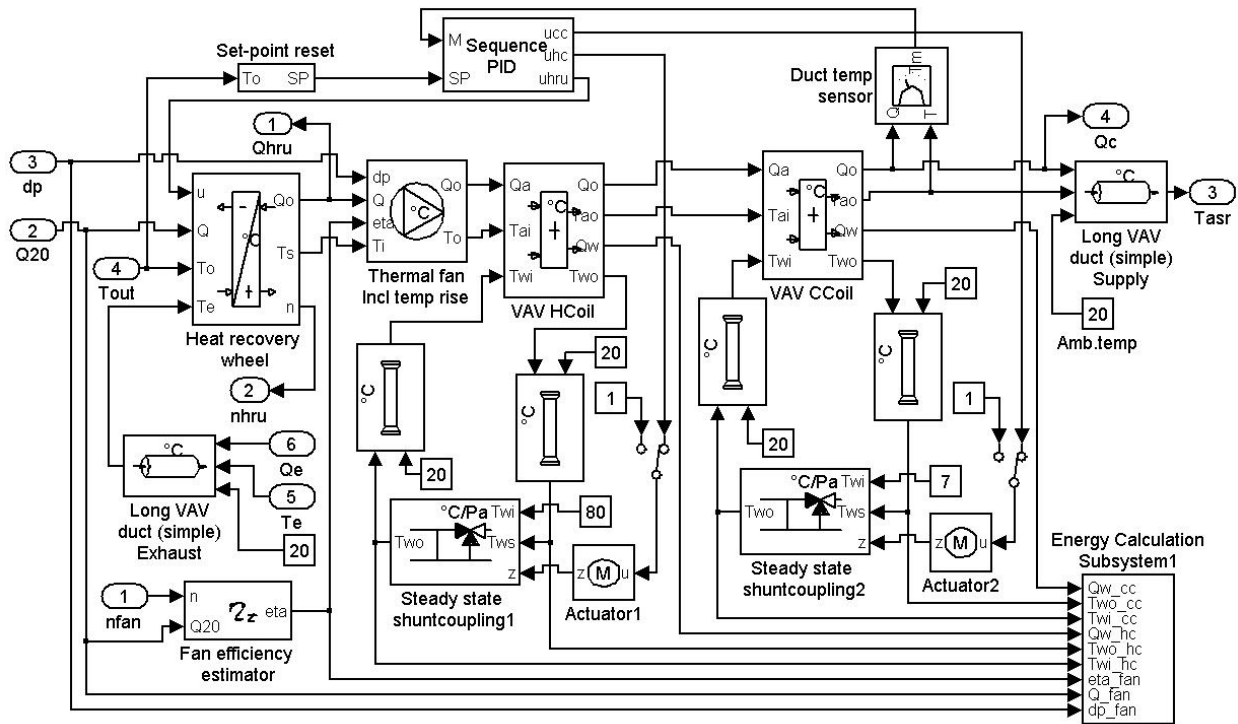 Set-point reset
To SP
M Sequence PID ucc
uhc
SP uhru
Duct temp
sensor
Tm
Q T
1
Qhru
4
Qc
3
dp
2
Q20
4
Tout
u
Q
To
Te
Qo
Ts
n
°C
Heat recovery
wheel
2
nhru
dp
Q
eta
Ti
Qo
To
°C
Thermal fan
Incl temp rise
Qa
Tai
Twi
Qo
Tao
Qw
Two
°C
VAV HCoil
Qa
Tai
Twi
Qo
Tao
Qw
Two
°C
VAV CCoil
°C
Long VAV
duct (simple)
Supply
3
Tasr
20
Amb.temp
°C
20
°C
20
1
°C
20
°C
20
1
°C
Long VAV
duct (simple)
Exhaust
6
Qe
5
Te
20
°C/Pa Twi
Two Tws
z
80
Steady state
shuntcoupling1
z M u
Actuator1
°C/Pa Twi
Two Tws
z
7
Steady state
shuntcoupling2
z M u
Actuator2
1
nfan
n
Q20
eta
Fan efficiency
estimator
Energy Calculation
Subsystem1
Qw_cc
Two_cc
Twi_cc
Qw_hc
Two_hc
Twi_hc
eta_fan
Q_fan
dp_fan